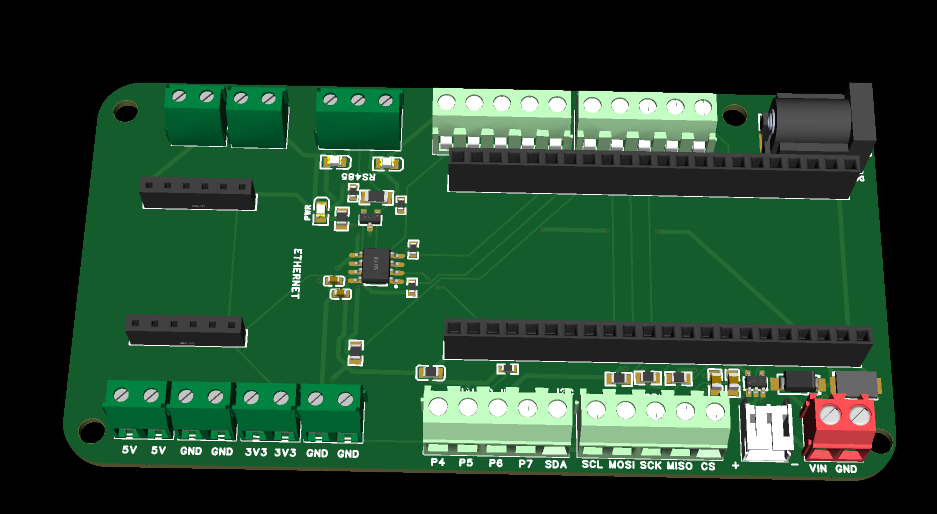 RS485
PWR
ETHERNET
5V 5V GND GND 3V3 3V3 GND GND
P4 P5 P6 P7 SDA SCL MOSI SCK MISO CS + - VIN GND